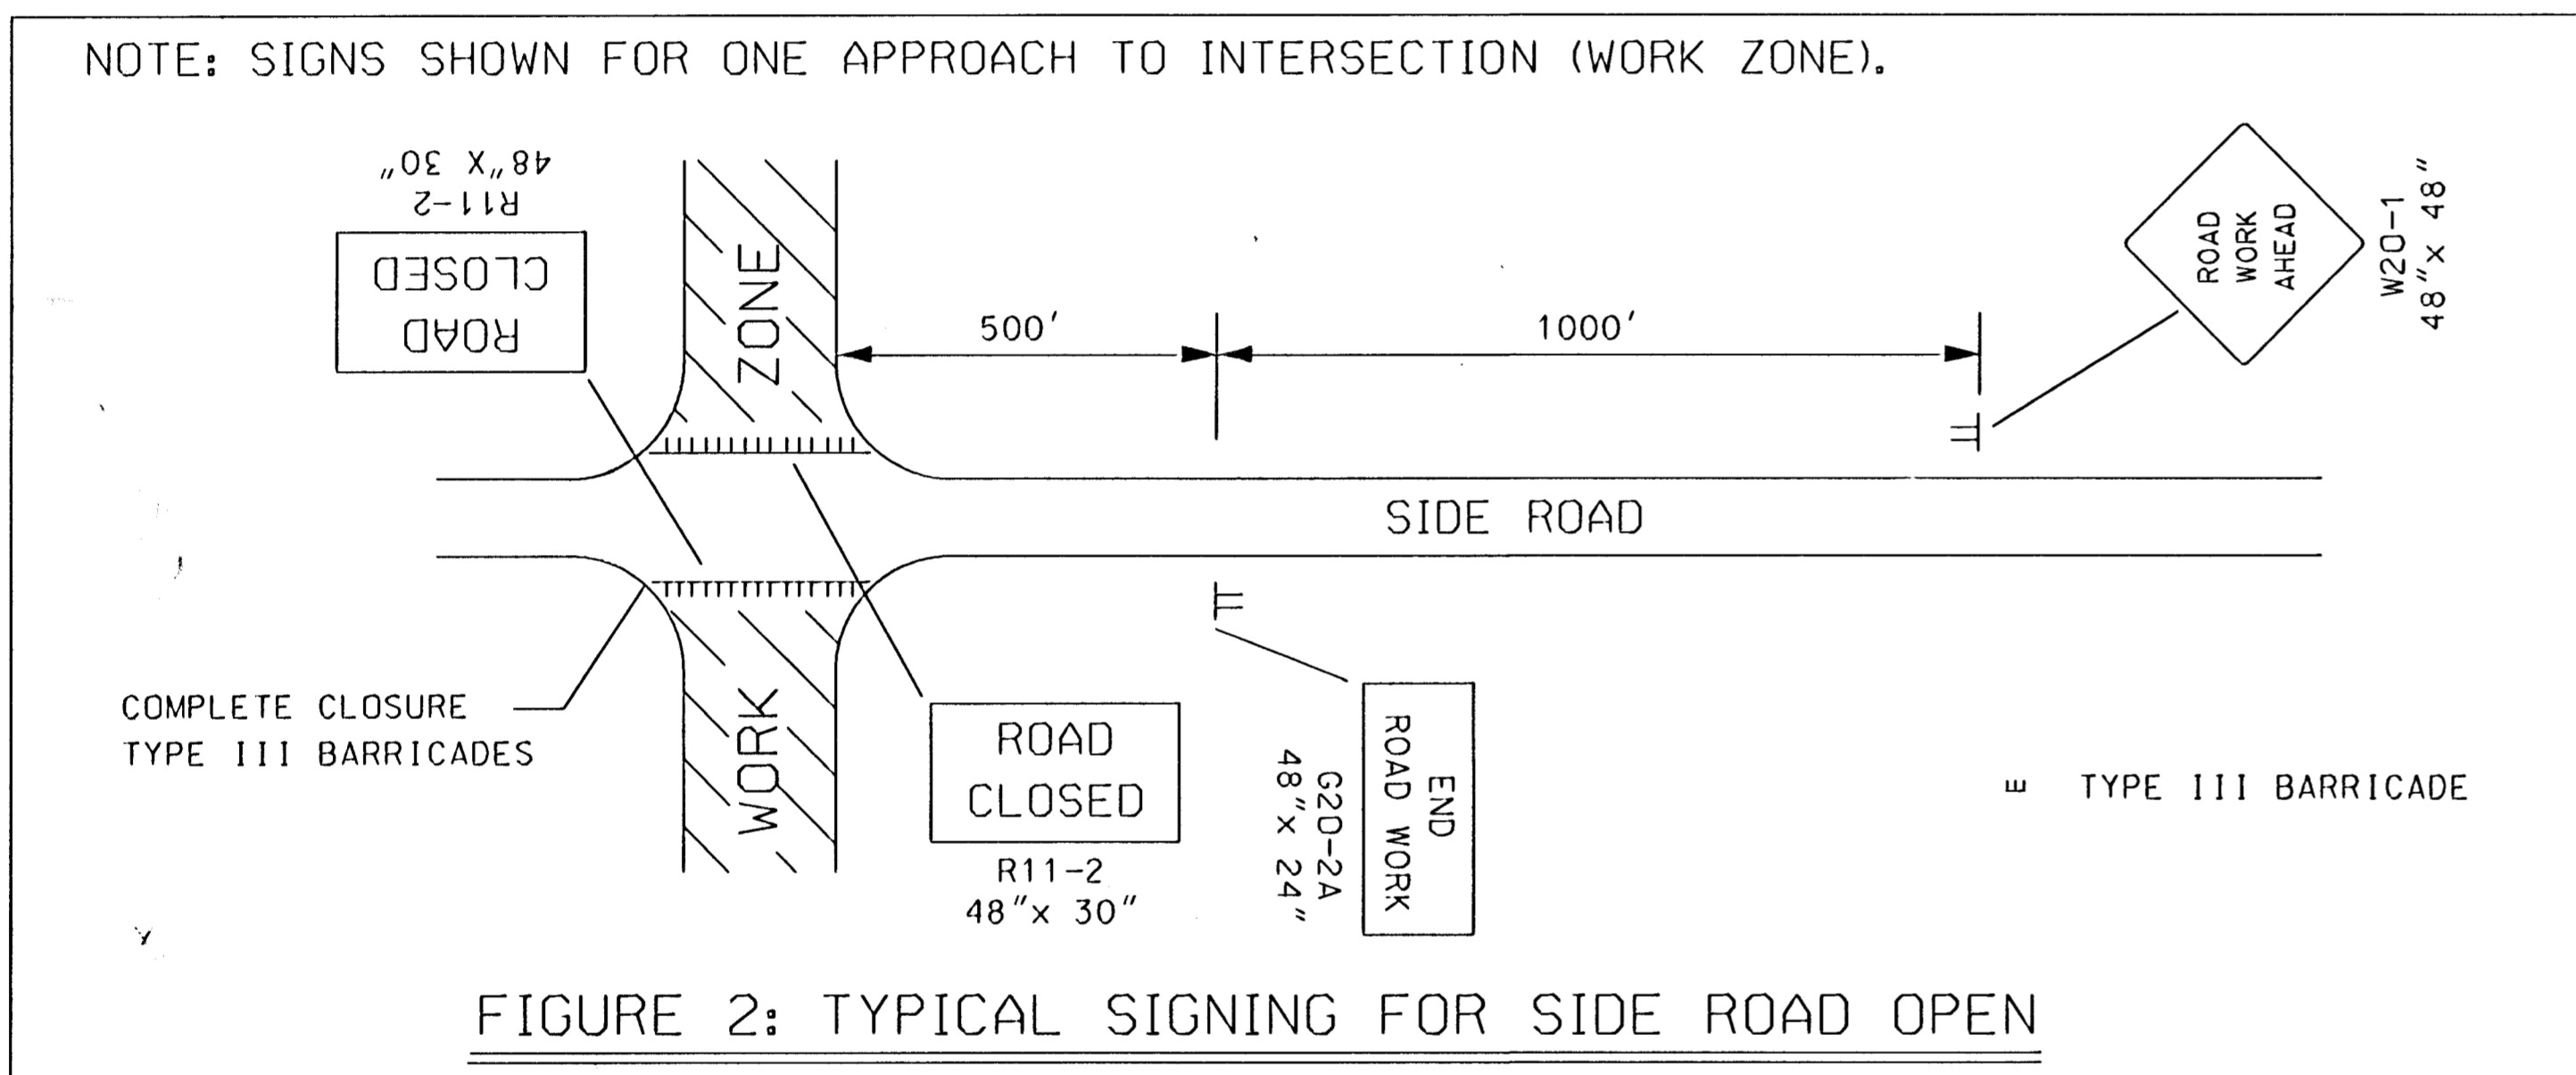 NOTE: SIGNS SHOWN FOR ONE APPROACH TO INTERSECTION (WORK ZONE).
48"X 30"
R11-2
ROAD
CLOSED
ZONE
500'
1000'
ROAD
WORK
AHEAD
W20-1
48"x 48"
SIDE ROAD
COMPLETE CLOSURE
TYPE III BARRICADES
WORK
ROAD
CLOSED
R11-2
48"x 30"
END
ROAD WORK
G20-2A
48"x 24"
TYPE III BARRICADE
FIGURE 2: TYPICAL SIGNING FOR SIDE ROAD OPEN